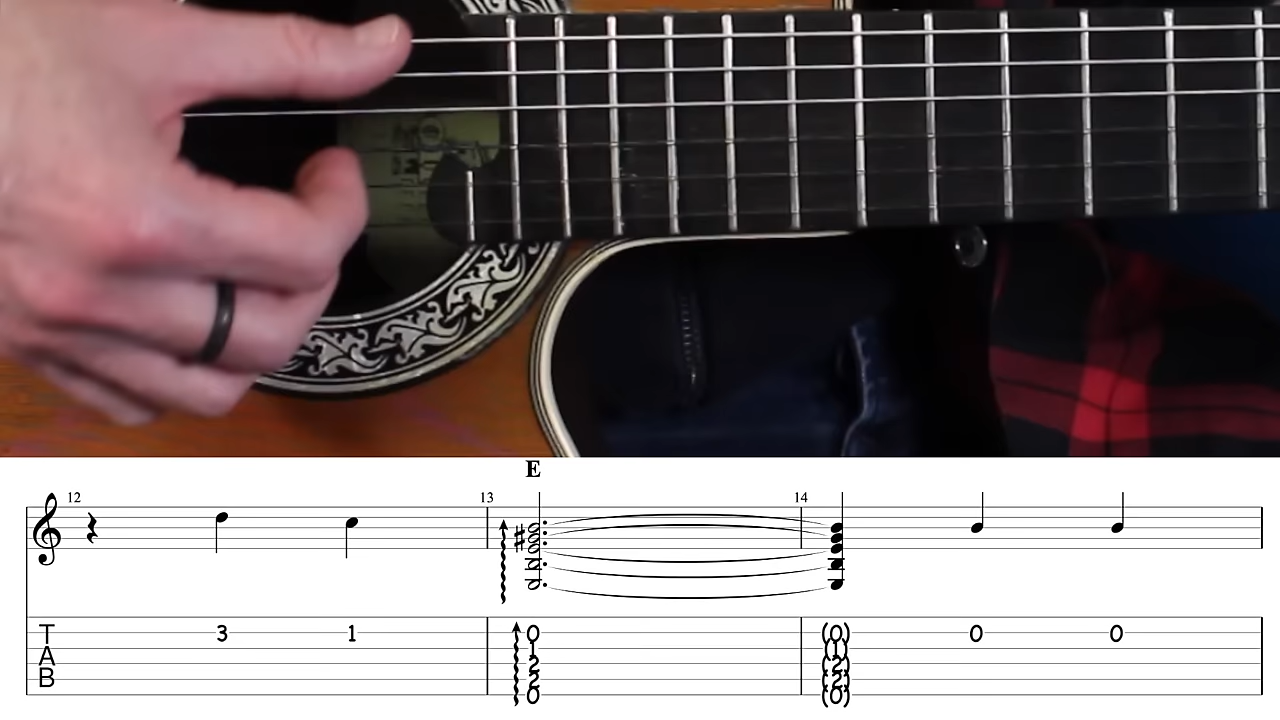 E
12 13 14
T 3 1 0 (0) 0 0
1 (1)
A 2 (2)
B 2 (2)
0 (0)